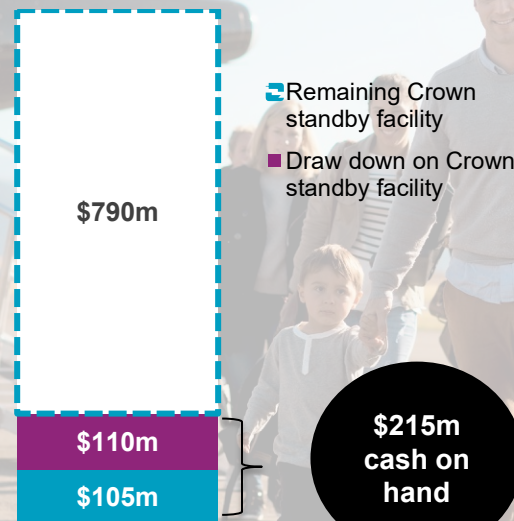 Remaining Crown
standby facility
Draw down on Crown
standby facility
$790m
$110m
$105m
$215m
cash on
hand